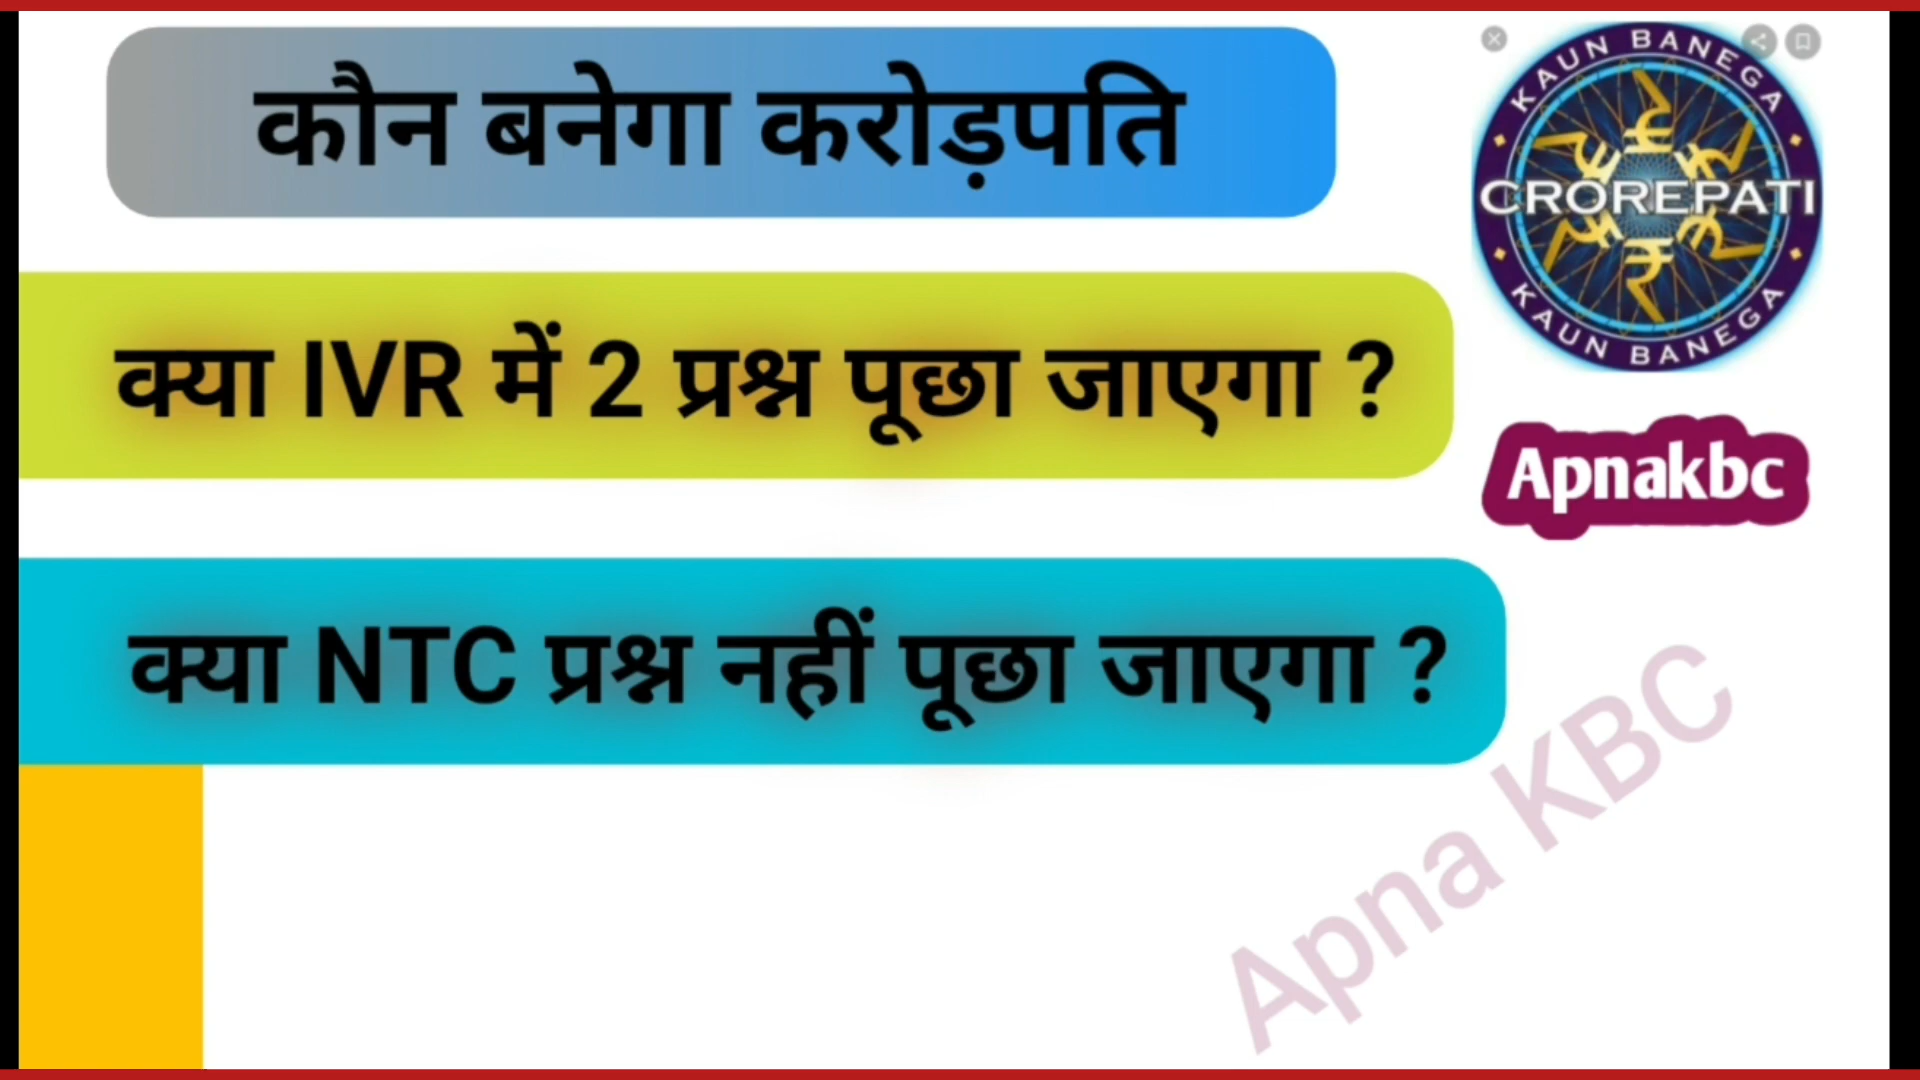 कौन बनेगा करोड़पति
KAUN BANEGA
CROREPATI
KAUN BANEGA
क्या IVR में 2 प्रश्न पूछा जाएगा ?
Apnakbc
क्या NTC प्रश्न नहीं पूछा जाएगा ?
Apna KBC